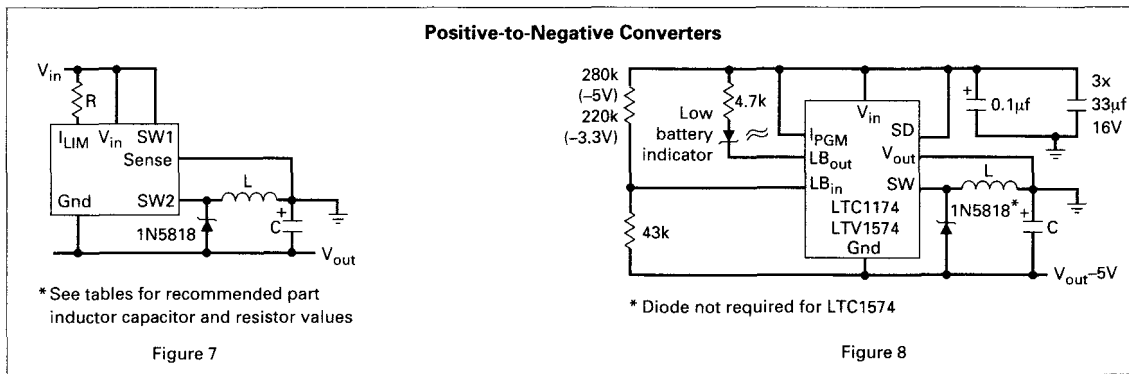 Positive-to-Negative Converters
V_in
R
I_LIM V_in SW1
Sense
Gnd
SW2
L
1N5818
+
C
V_out
* See tables for recommended part
inductor capacitor and resistor values
Figure 7
280k
(–5V)
220k
(–3.3V)
4.7k
Low
battery
indicator
V_in
I_PGM
SD
LB_out
V_out
LB_in
SW
LTC1174
LTV1574
Gnd
43k
+
0.1µf
3x
33µf
16V
L
1N5818*
+
C
V_out–5V
* Diode not required for LTC1574
Figure 8